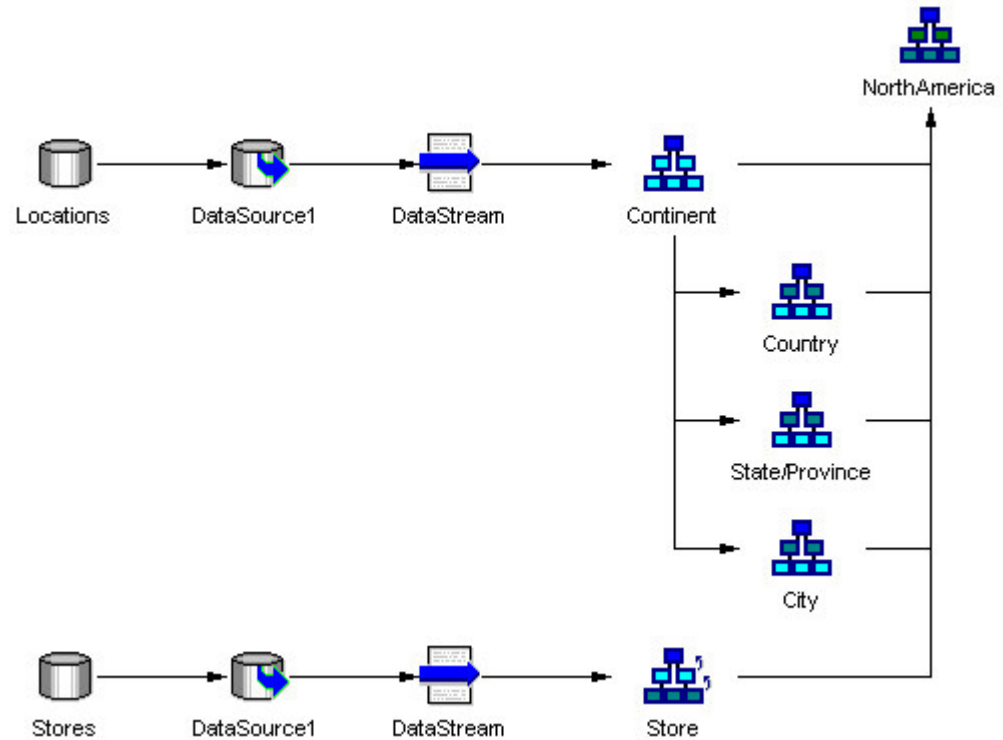 NorthAmerica
Locations
DataSource1
DataStream
Continent
Country
State/Province
City
Stores
DataSource1
DataStream
Store